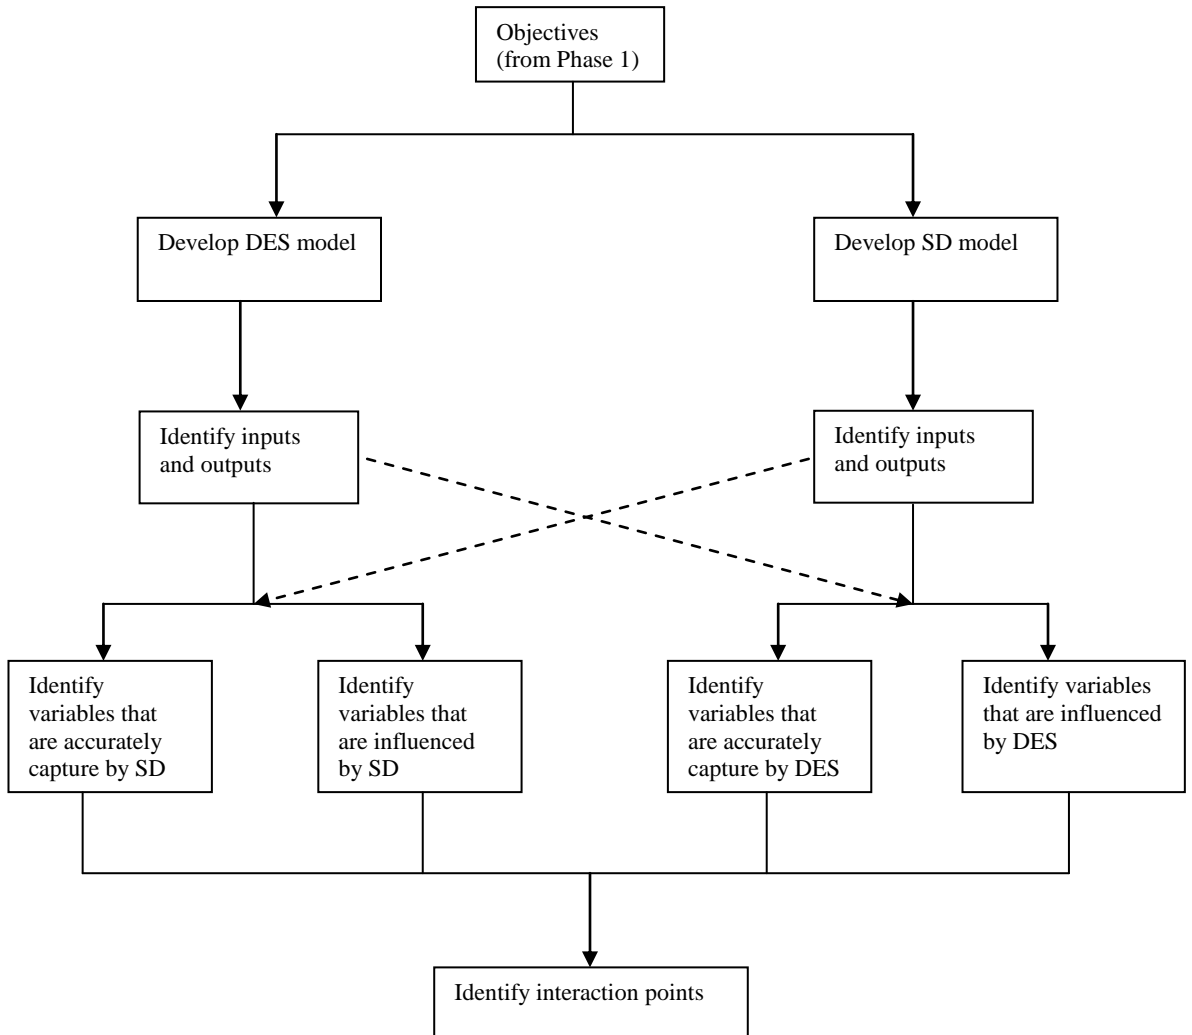 Objectives
(from Phase 1)
Develop DES model
Develop SD model
Identify inputs
and outputs
Identify inputs
and outputs
Identify
variables that
are accurately
capture by SD
Identify
variables that
are influenced
by SD
Identify
variables that
are accurately
capture by DES
Identify variables
that are influenced
by DES
Identify interaction points